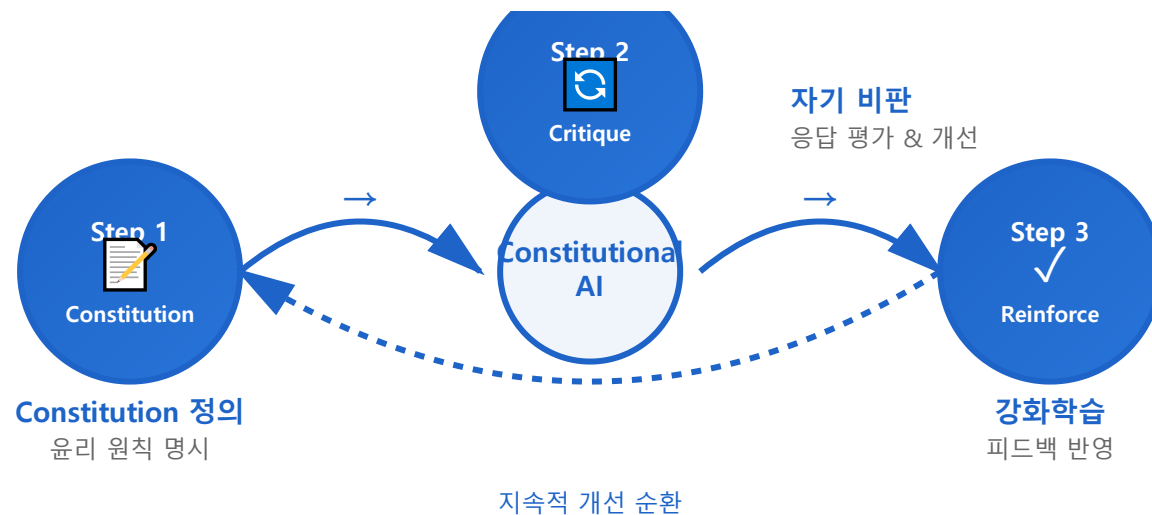 Step 1
Constitution
Constitution 정의
윤리 원칙 명시
Step 2
Critique
자기 비판
응답 평가 & 개선
→
→
Constitutional
AI
Step 3
✓
Reinforce
강화학습
피드백 반영
지속적 개선 순환